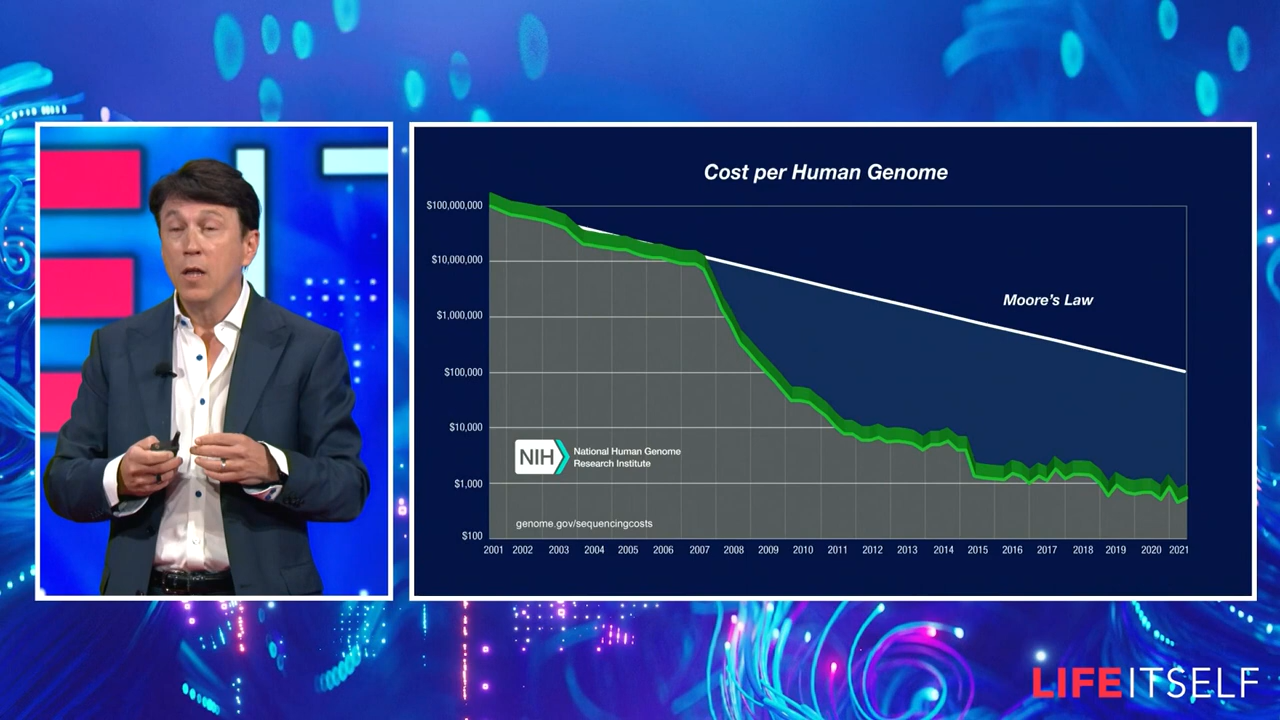 Cost per Human Genome
$100,000,000
$10,000,000
$1,000,000
$100,000
$10,000
$1,000
$100
Moore's Law
NIH
National Human Genome
Research Institute
genome.gov/sequencingcosts
2001 2002 2003 2004 2005 2006 2007 2008 2009 2010 2011 2012 2013 2014 2015 2016 2017 2018 2019 2020 2021
LIFEITSELF